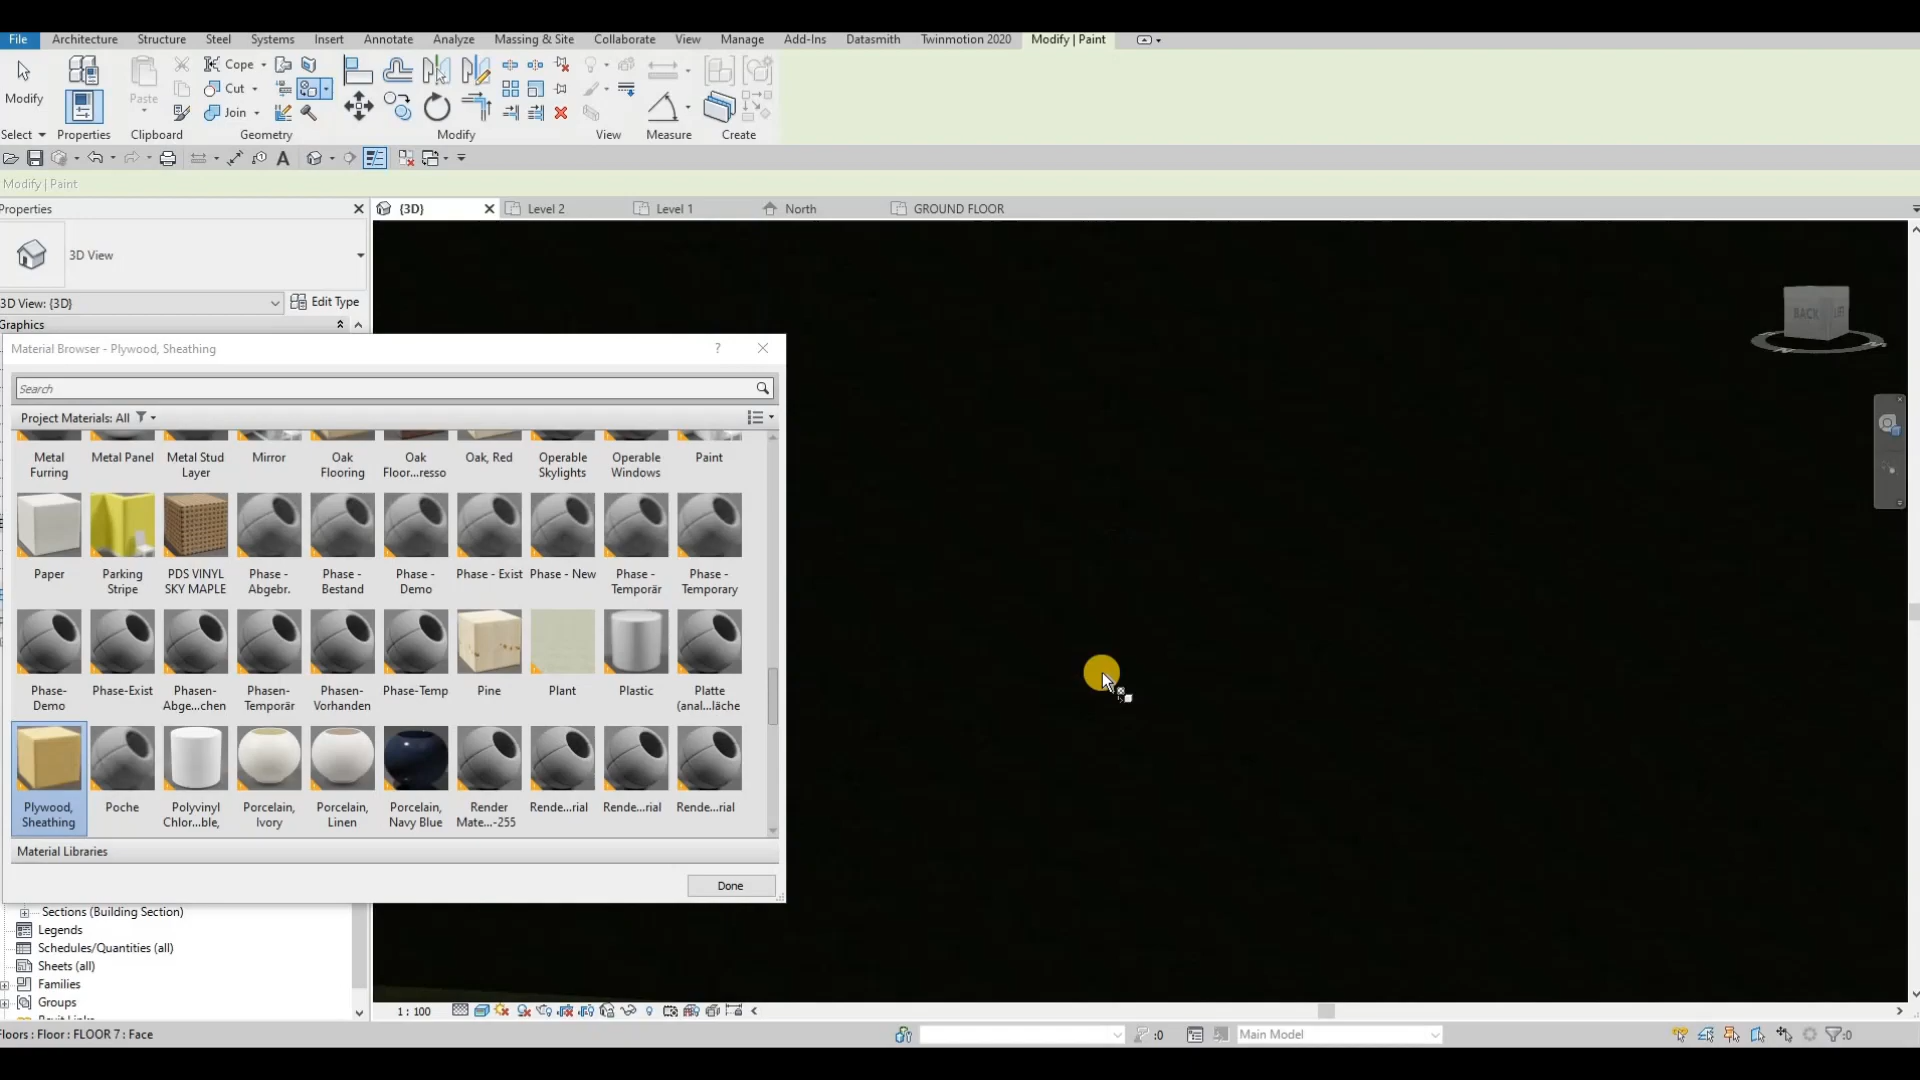 File Architecture Structure Steel Systems Insert Annotate Analyze Massing & Site Collaborate View Manage Add-Ins Datasmith Twinmotion 2020 Modify | Paint
Cope
Modify Paste Cut
Join
Select Properties Clipboard Geometry Modify View Measure Create
Modify | Paint
Properties
{3D} Level 2 Level 1 North GROUND FLOOR
3D View
3D View: {3D} Edit Type
Graphics
BACK
Material Browser - Plywood, Sheathing ?
Search
Project Materials: All
Metal Furring
Metal Panel
Metal Stud Layer
Mirror
Oak Flooring
Oak Floor...resso
Oak, Red
Operable Skylights
Operable Windows
Paint
Paper
Parking Stripe
PDS VINYL SKY MAPLE
Phase - Abgebr.
Phase - Bestand
Phase - Demo
Phase - Exist
Phase - New
Phase - Temporär
Phase - Temporary
Phase-Demo
Phase-Exist
Phasen-Abge...chen
Phasen-Temporär
Phasen-Vorhanden
Phase-Temp
Pine
Plant
Plastic
Platte (anal...läche
Plywood, Sheathing
Poche
Polyvinyl Chlor...ble,
Porcelain, Ivory
Porcelain, Linen
Porcelain, Navy Blue
Render Mate...-255
Rende...rial
Rende...rial
Rende...rial
Material Libraries
Done
Sections (Building Section)
Legends
Schedules/Quantities (all)
Sheets (all)
Families
Groups
1 : 100
Floors : Floor : FLOOR 7 : Face :0 Main Model :0